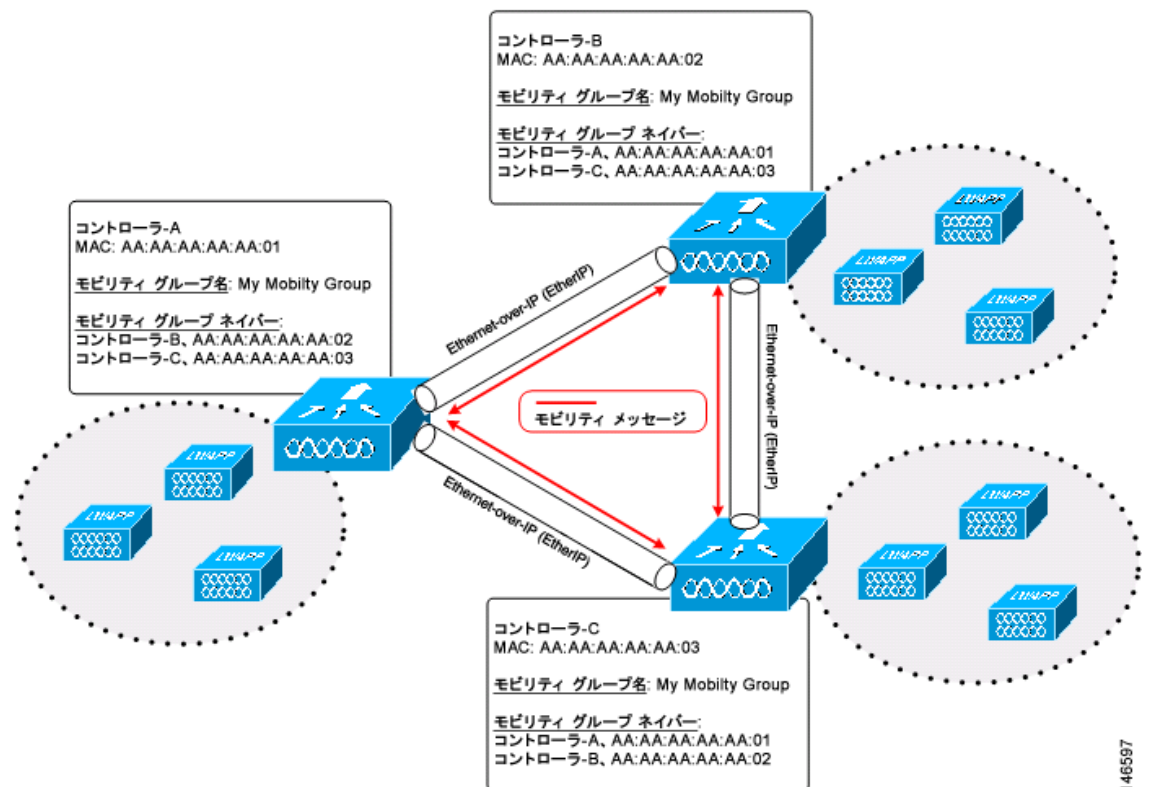 コントローラ-B
MAC: AA:AA:AA:AA:AA:02
モビリティ グループ名: My Mobilty Group
モビリティ グループ ネイバー:
コントローラ-A、AA:AA:AA:AA:AA:01
コントローラ-C、AA:AA:AA:AA:AA:03
コントローラ-A
MAC: AA:AA:AA:AA:AA:01
モビリティ グループ名: My Mobilty Group
モビリティ グループ ネイバー:
コントローラ-B、AA:AA:AA:AA:AA:02
コントローラ-C、AA:AA:AA:AA:AA:03
LWAPP
LWAPP
LWAPP
Ethernet-over-IP (EtherIP)
Ethernet-over-IP (EtherIP)
モビリティ メッセージ
Ethernet-over-IP (EtherIP)
LWAPP
LWAPP
LWAPP
LWAPP
LWAPP
LWAPP
コントローラ-C
MAC: AA:AA:AA:AA:AA:03
モビリティ グループ名: My Mobilty Group
モビリティ グループ ネイバー:
コントローラ-A、AA:AA:AA:AA:AA:01
コントローラ-B、AA:AA:AA:AA:AA:02
146597